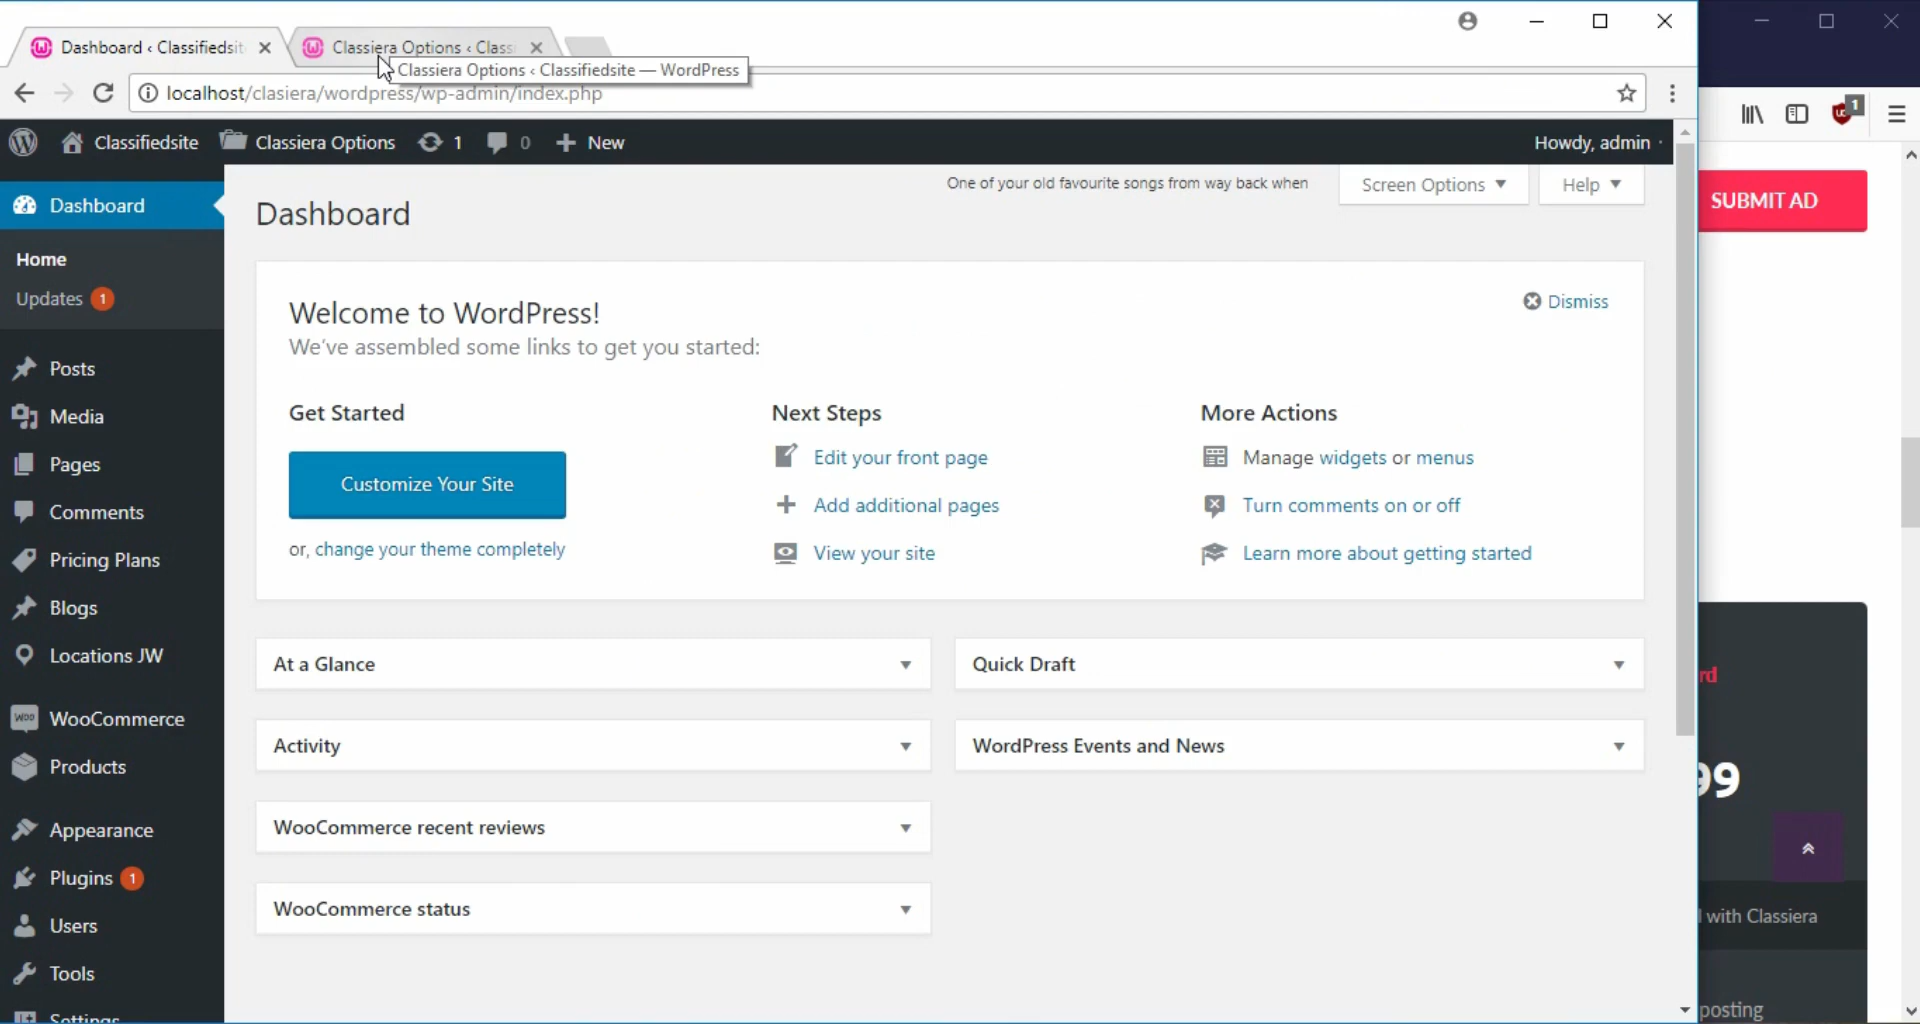 Dashboard ‹ Classifiedsit
Classiera Options ‹ Class
Classiera Options ‹ Classifiedsite — WordPress
localhost/clasiera/wordpress/wp-admin/index.php
1
Classifiedsite
Classiera Options
1
0
New
Howdy, admin
SUBMIT AD
Dashboard
Home
Updates 1
Posts
Media
Pages
Comments
Pricing Plans
Blogs
Locations JW
WOO WooCommerce
Products
Appearance
Plugins 1
Users
Tools
Settings
One of your old favourite songs from way back when
Screen Options
Help
Dashboard
Welcome to WordPress!
Dismiss
We've assembled some links to get you started:
Get Started
Customize Your Site
or, change your theme completely
Next Steps
Edit your front page
Add additional pages
View your site
More Actions
Manage widgets or menus
Turn comments on or off
Learn more about getting started
At a Glance
Quick Draft
Activity
WordPress Events and News
WooCommerce recent reviews
WooCommerce status
rd
99
with Classiera
posting